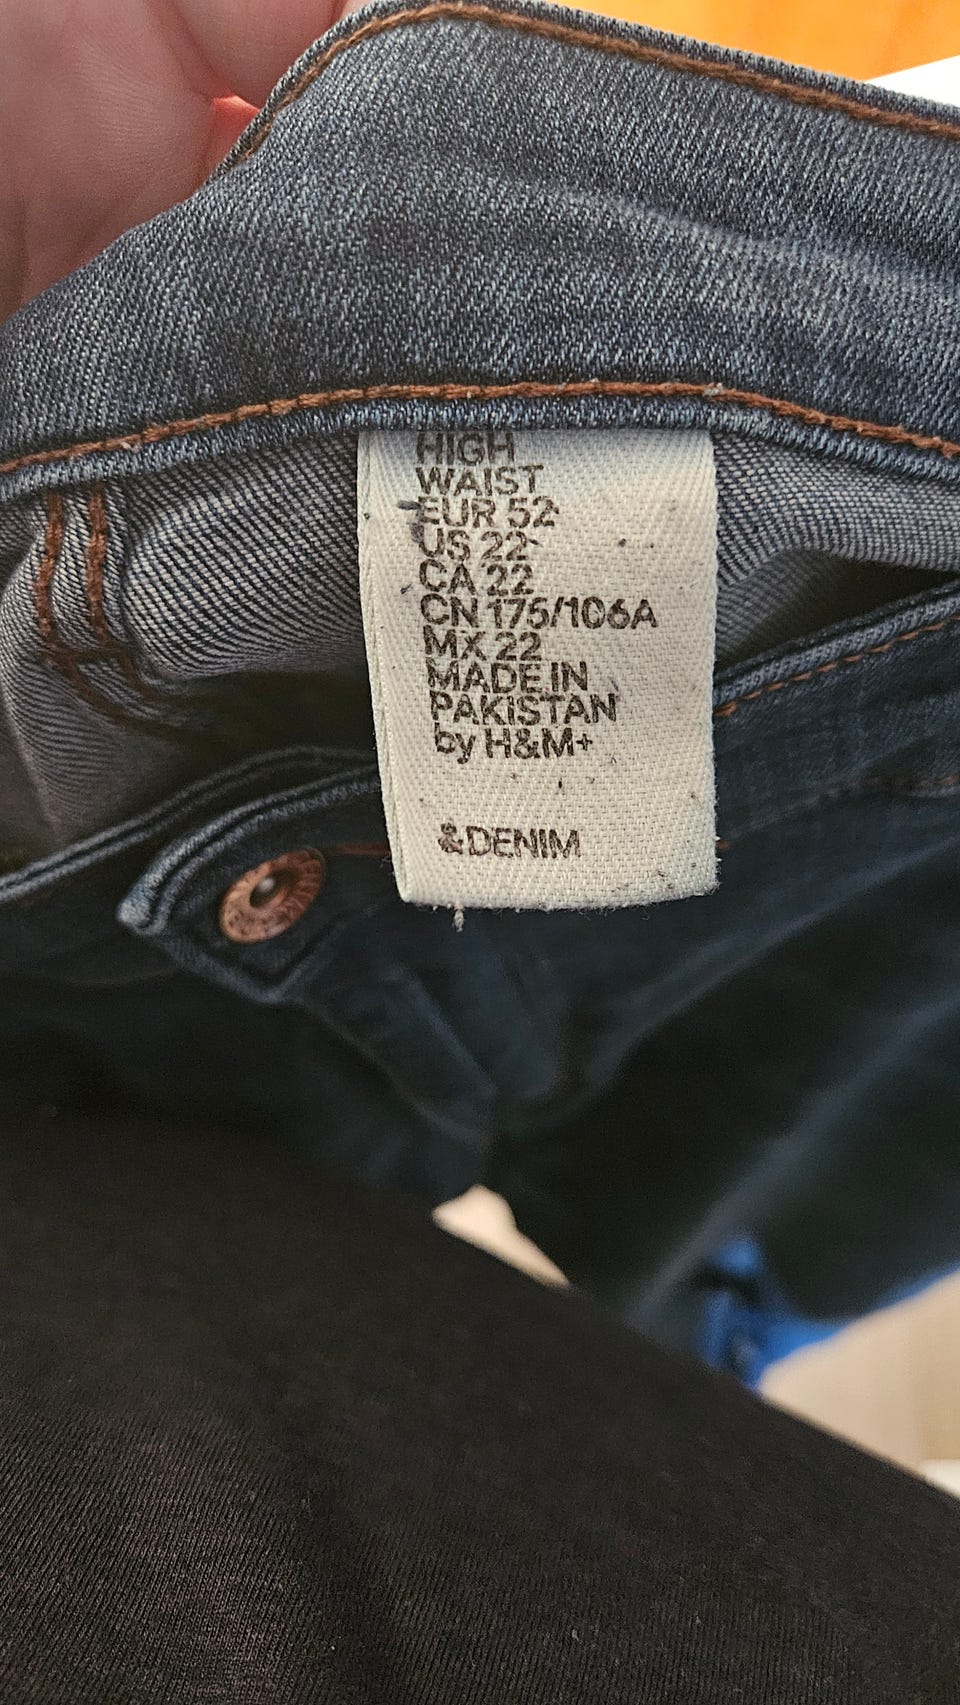 HIGH
WAIST
EUR 52
US 22
CA 22
CN 175/106A
MX 22
MADE IN
PAKISTAN
by H&M+
&DENIM